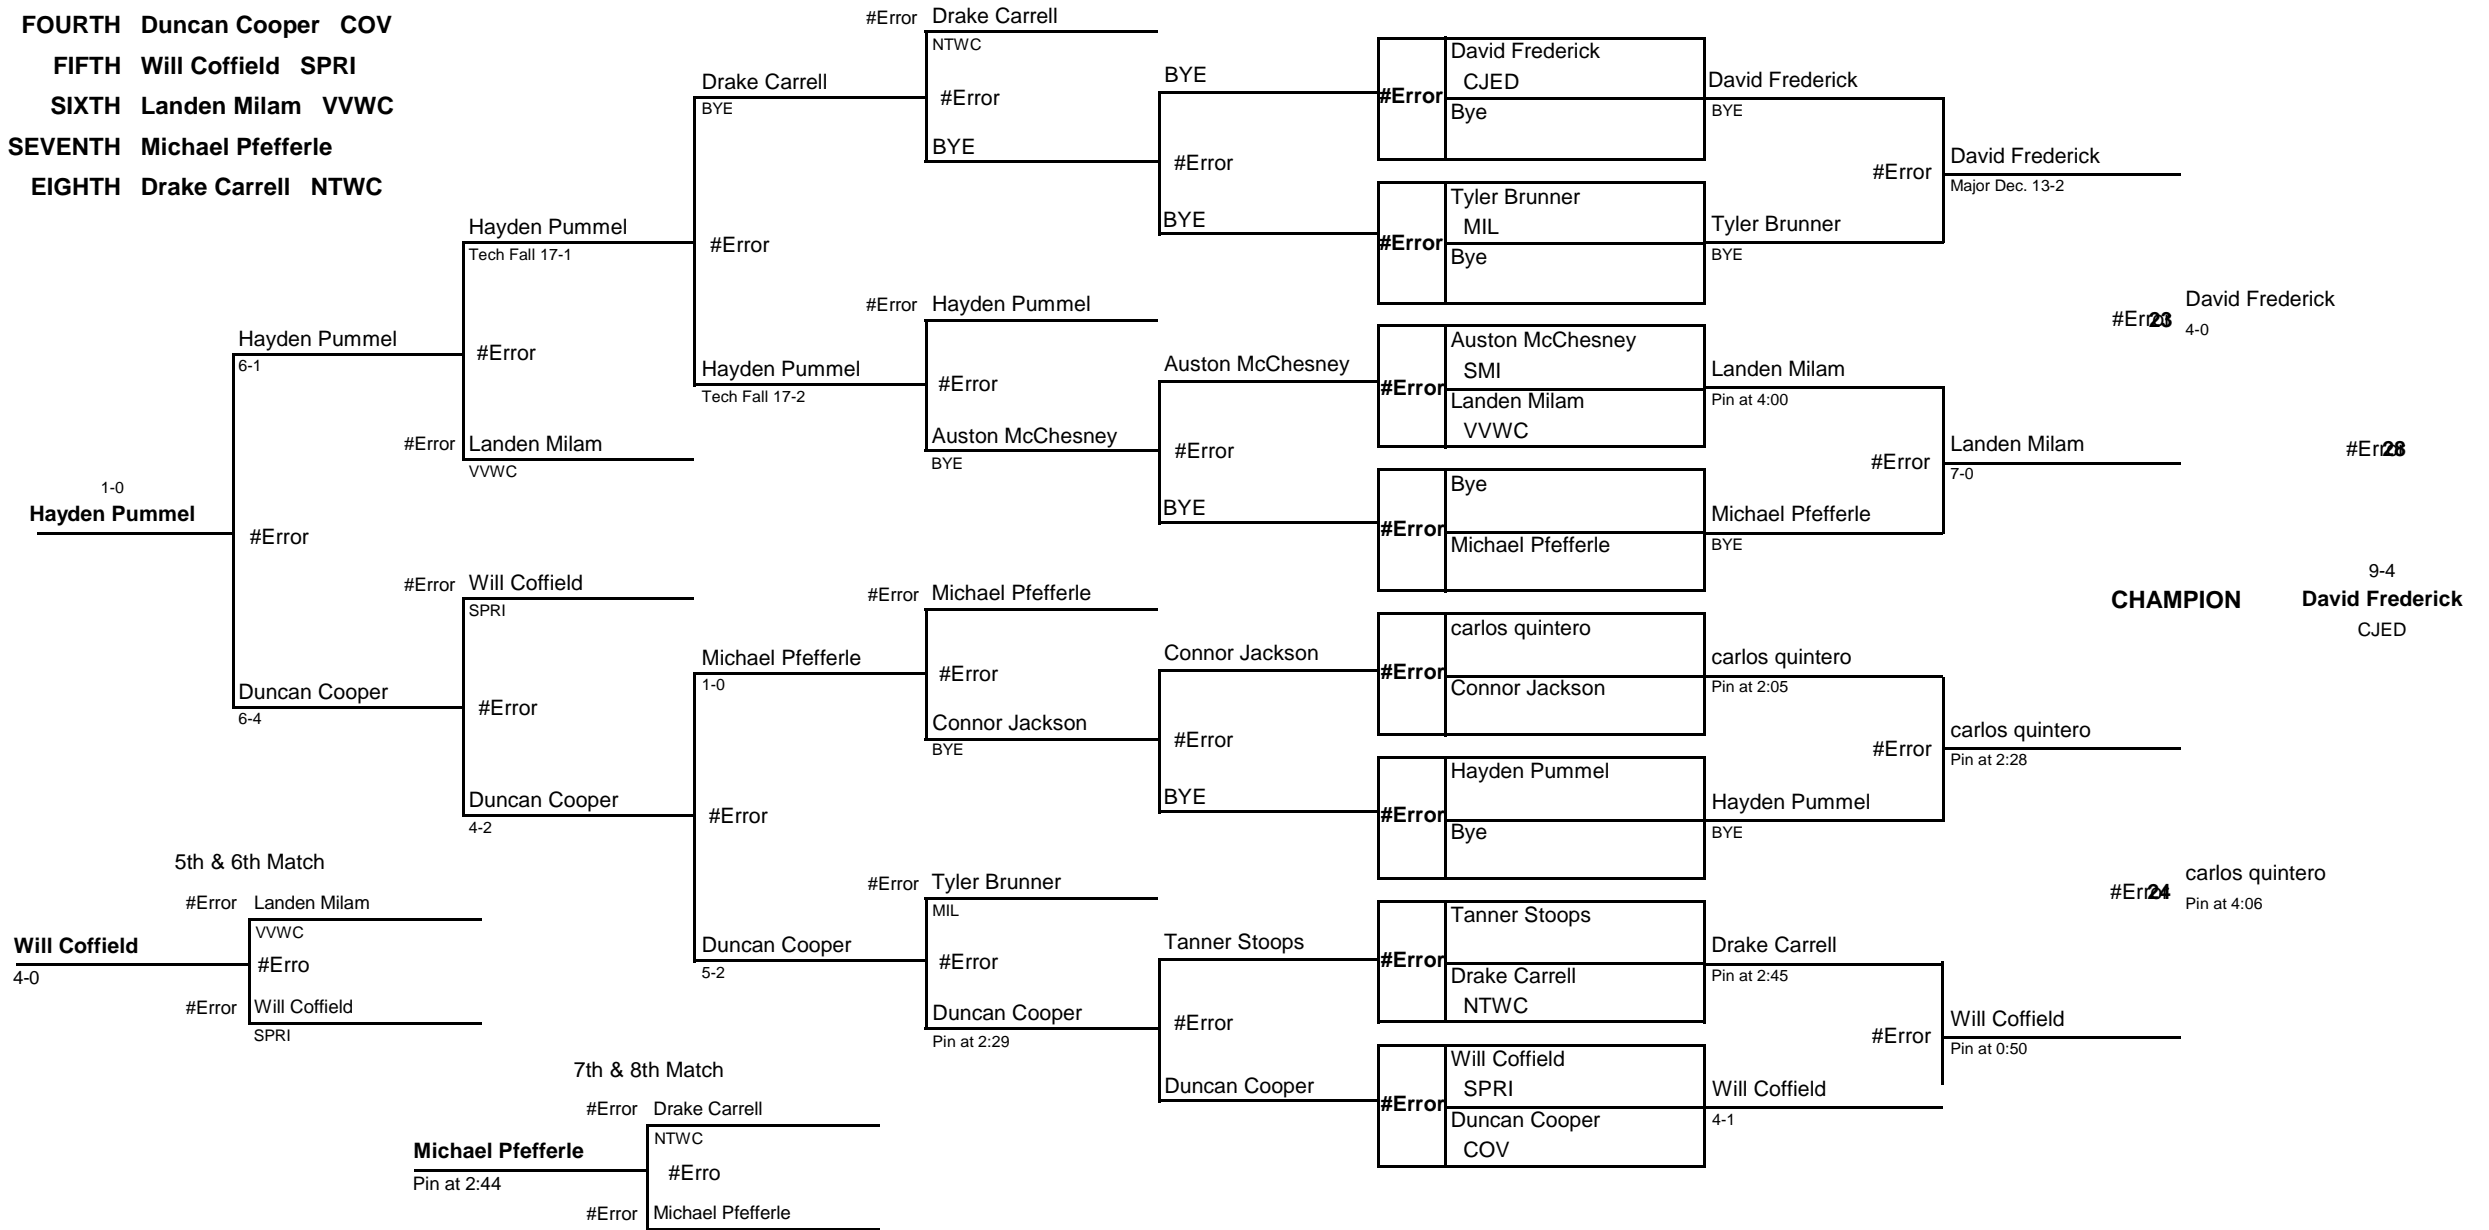 FOURTH Duncan Cooper COV
FIFTH Will Coffield SPRI
SIXTH Landen Milam VVWC
SEVENTH Michael Pfefferle
EIGHTH Drake Carrell NTWC
1-0
Hayden Pummel
Hayden Pummel
6-1
#Error
Duncan Cooper
6-4
Hayden Pummel
Tech Fall 17-1
#Error
#Error Landen Milam
VVWC
#Error Will Coffield
SPRI
#Error
Duncan Cooper
4-2
Drake Carrell
BYE
#Error
Hayden Pummel
Tech Fall 17-2
Michael Pfefferle
1-0
#Error
Duncan Cooper
5-2
#Error Drake Carrell
NTWC
#Error
BYE
#Error Hayden Pummel
#Error
Auston McChesney
BYE
#Error Michael Pfefferle
#Error
Connor Jackson
BYE
#Error Tyler Brunner
MIL
#Error
Duncan Cooper
Pin at 2:29
BYE
#Error
BYE
Auston McChesney
#Error
BYE
Connor Jackson
#Error
BYE
Tanner Stoops
#Error
Duncan Cooper
David Frederick
CJED
#Error
Bye
Tyler Brunner
MIL
#Error
Bye
Auston McChesney
SMI
#Error
Landen Milam
VVWC
Bye
#Error
Michael Pfefferle
carlos quintero
#Error
Connor Jackson
Hayden Pummel
#Error
Bye
Tanner Stoops
#Error
Drake Carrell
NTWC
Will Coffield
SPRI
#Error
Duncan Cooper
COV
David Frederick
BYE
#Error
Tyler Brunner
BYE
Landen Milam
Pin at 4:00
#Error
Michael Pfefferle
BYE
carlos quintero
Pin at 2:05
#Error
Hayden Pummel
BYE
Drake Carrell
Pin at 2:45
#Error
Will Coffield
4-1
David Frederick
Major Dec. 13-2
Landen Milam
7-0
carlos quintero
Pin at 2:28
Will Coffield
Pin at 0:50
David Frederick
#Error 23
4-0
#Error 28
9-4
CHAMPION David Frederick
CJED
carlos quintero
#Error 24
Pin at 4:06
5th & 6th Match
#Error Landen Milam
VVWC
Will Coffield
#Erro
4-0
#Error Will Coffield
SPRI
7th & 8th Match
#Error Drake Carrell
NTWC
Michael Pfefferle
#Erro
Pin at 2:44
#Error Michael Pfefferle